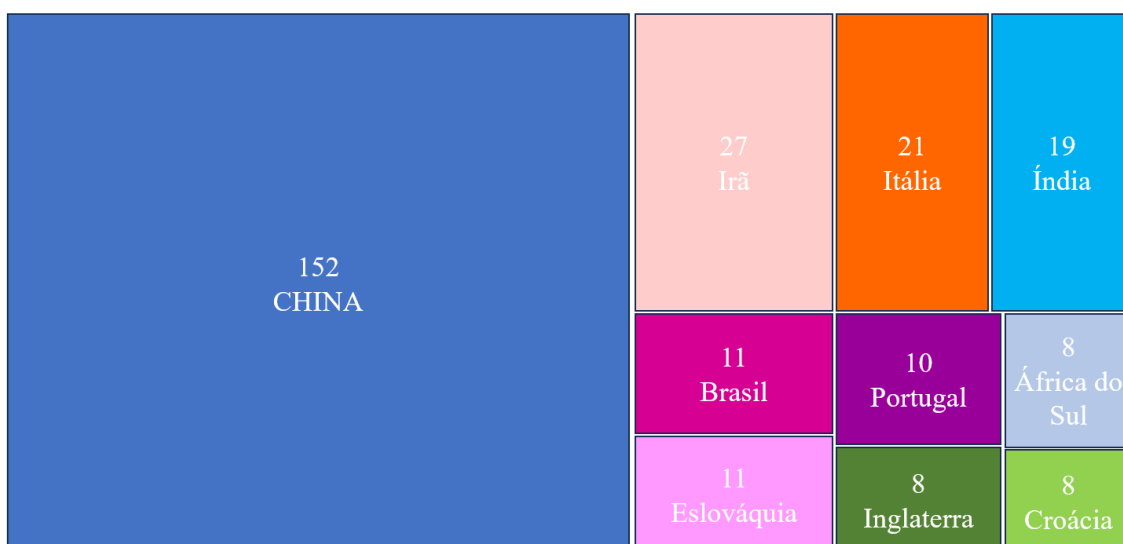 152
CHINA
27
Irã
21
Itália
19
Índia
11
Brasil
10
Portugal
8
África do
Sul
11
Eslováquia
8
Inglaterra
8
Croácia